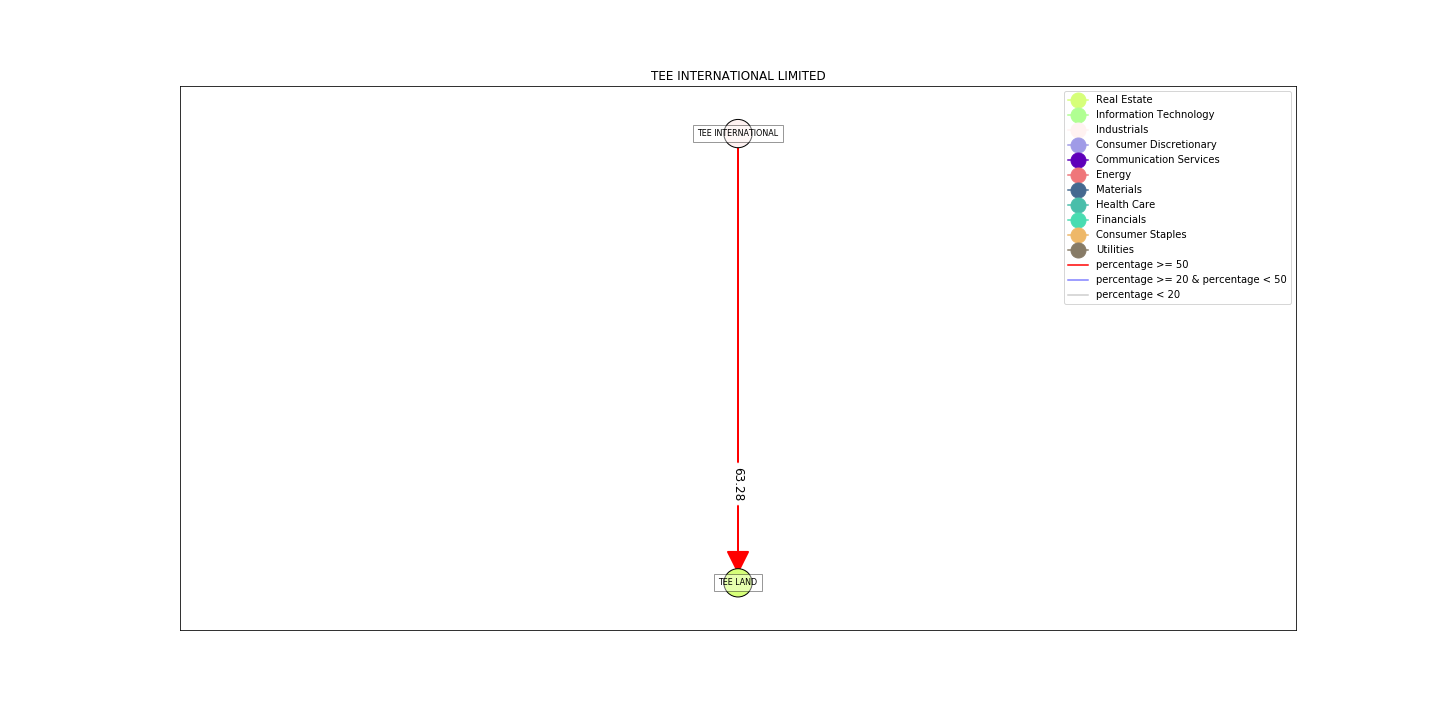 TEE INTERNATIONAL LIMITED
TEE INTERNATIONAL
Real Estate
Information Technology
Industrials
Consumer Discretionary
Communication Services
Energy
Materials
Health Care
Financials
Consumer Staples
Utilities
percentage >= 50
percentage >= 20 & percentage < 50
percentage < 20
63.28
TEE LAND